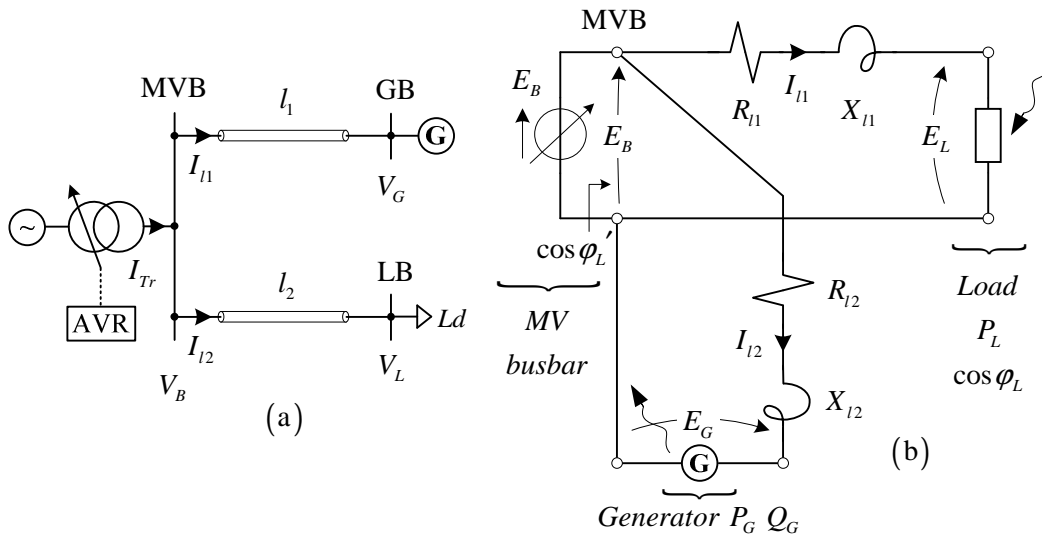 MVB
l1
GB
G
I_l1
V_G
~
I_Tr
AVR
LB
l2
Ld
I_l2
V_L
V_B
(a)
MVB
E_B
E_B
R_l1
I_l1
X_l1
E_L
cos φ_L'
MV
busbar
R_l2
I_l2
X_l2
E_G
G
Generator P_G Q_G
Load
P_L
cos φ_L
(b)